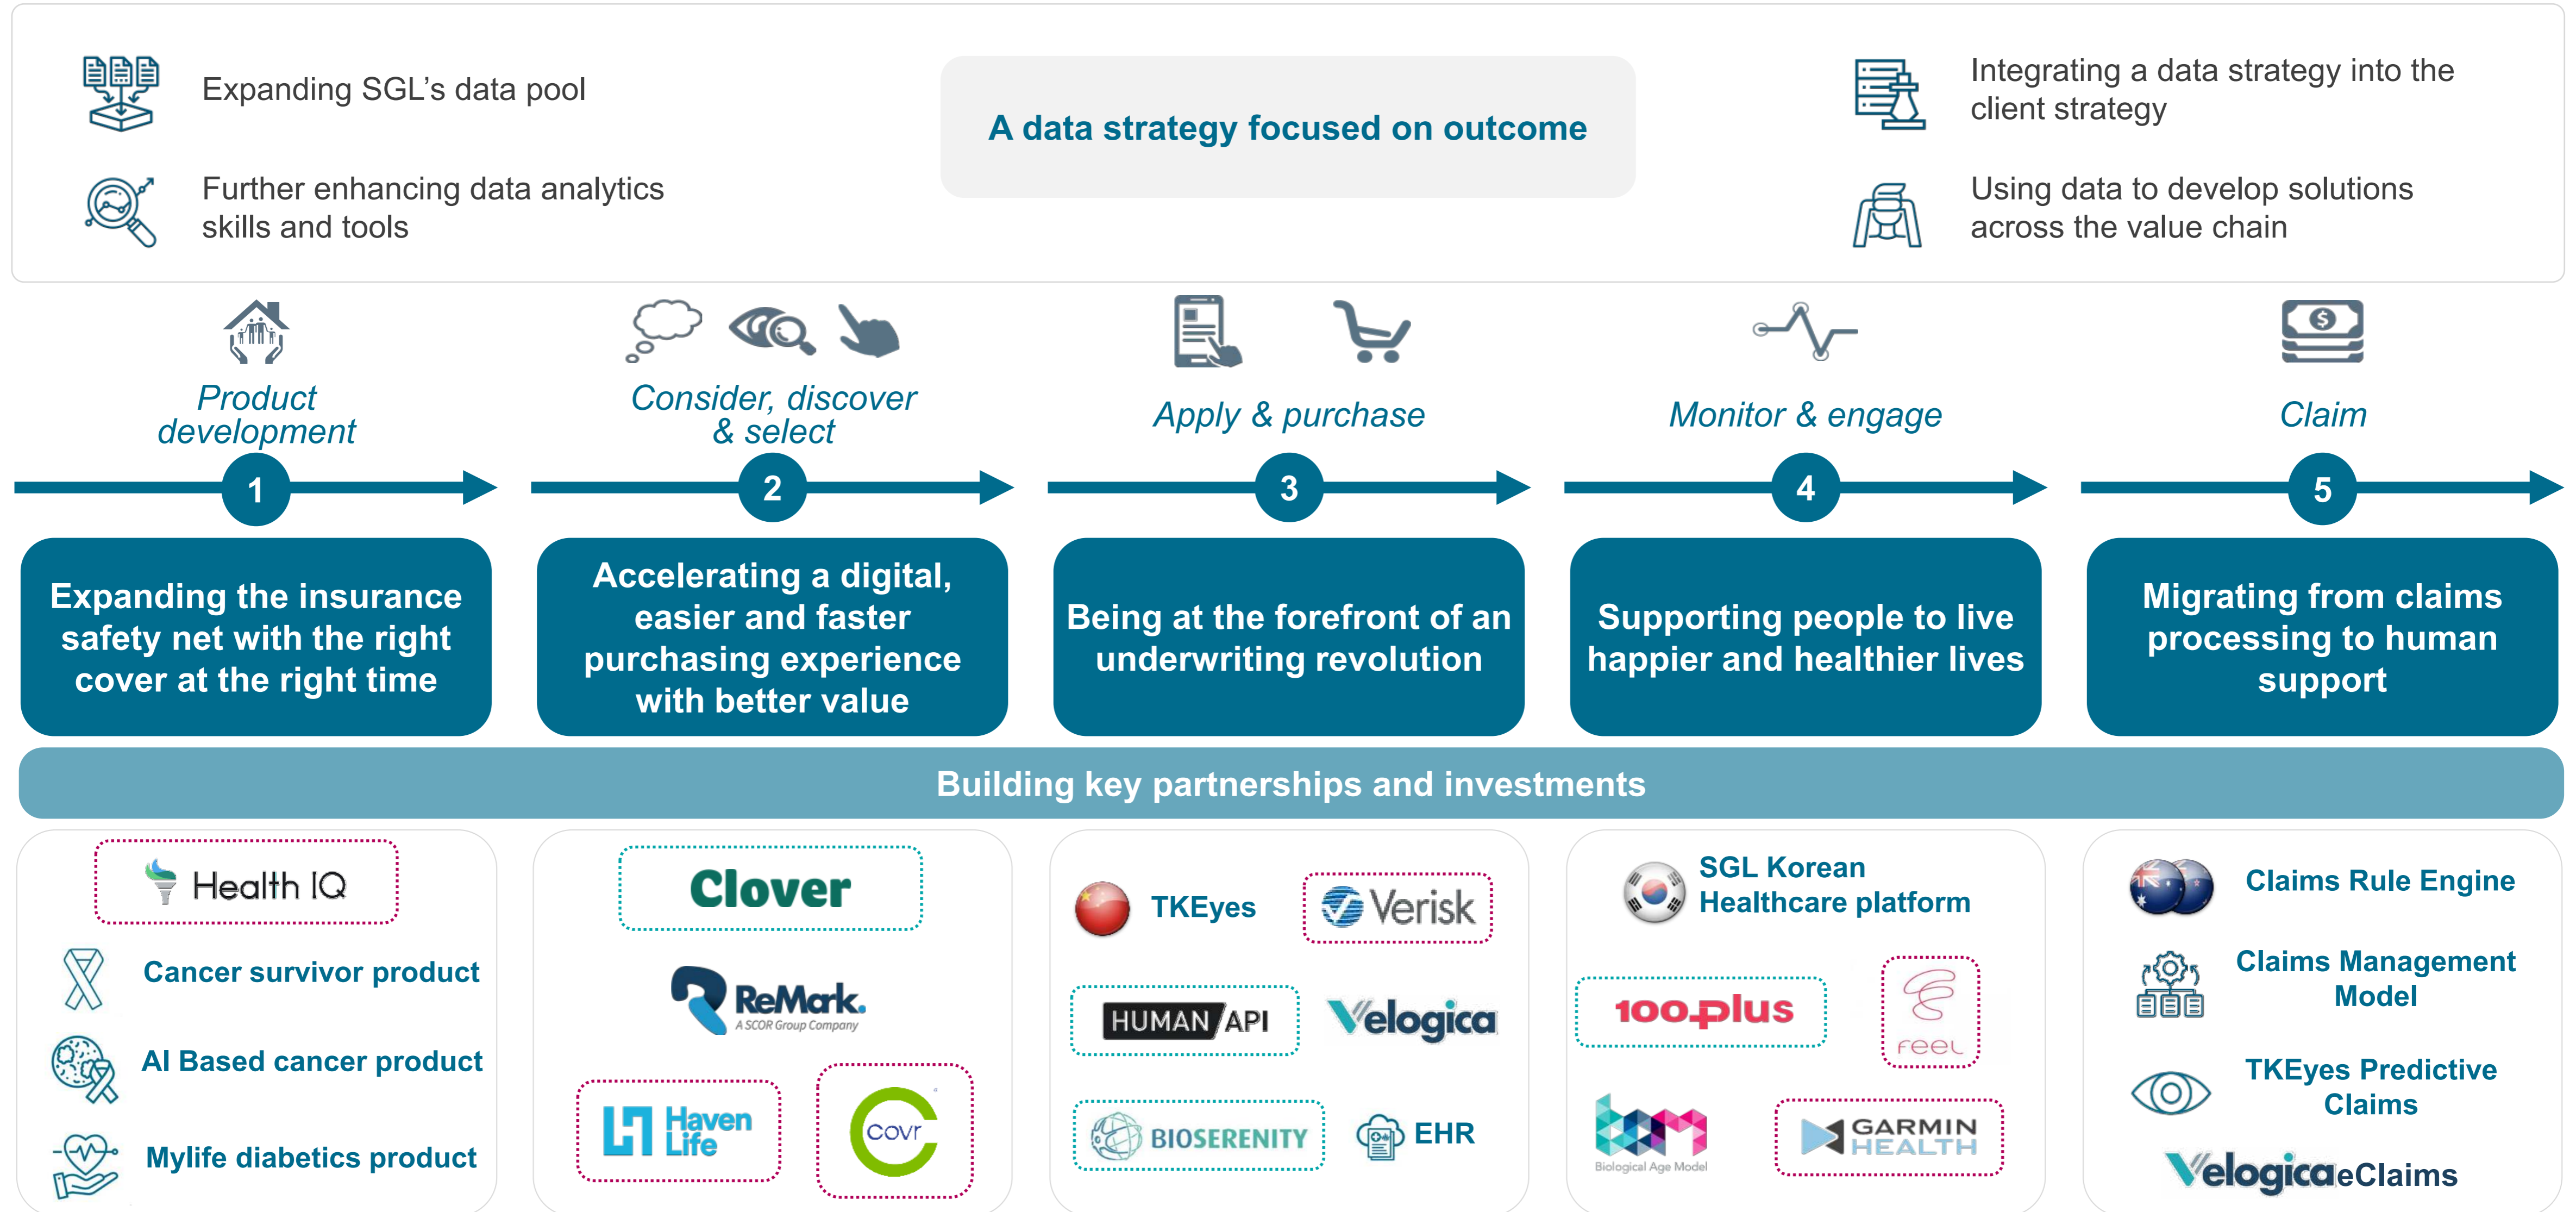 Expanding SGL's data pool
Further enhancing data analytics
skills and tools
A data strategy focused on outcome
Integrating a data strategy into the
client strategy
Using data to develop solutions
across the value chain
Product
development
Consider, discover
& select
Apply & purchase
Monitor & engage
Claim
1
2
3
4
5
Expanding the insurance
safety net with the right
cover at the right time
Accelerating a digital,
easier and faster
purchasing experience
with better value
Being at the forefront of an
underwriting revolution
Supporting people to live
happier and healthier lives
Migrating from claims
processing to human
support
Building key partnerships and investments
Health IQ
Cancer survivor product
AI Based cancer product
Mylife diabetics product
Clover
ReMark.
A SCOR Group Company
Haven
Life
covr
TKEyes
Verisk
HUMAN/API
Velogica
BIOSERENITY
EHR
SGL Korean
Healthcare platform
100plus
FEEL
bam
Biological Age Model
GARMIN
HEALTH
Claims Rule Engine
Claims Management
Model
TKEyes Predictive
Claims
Velogica eClaims